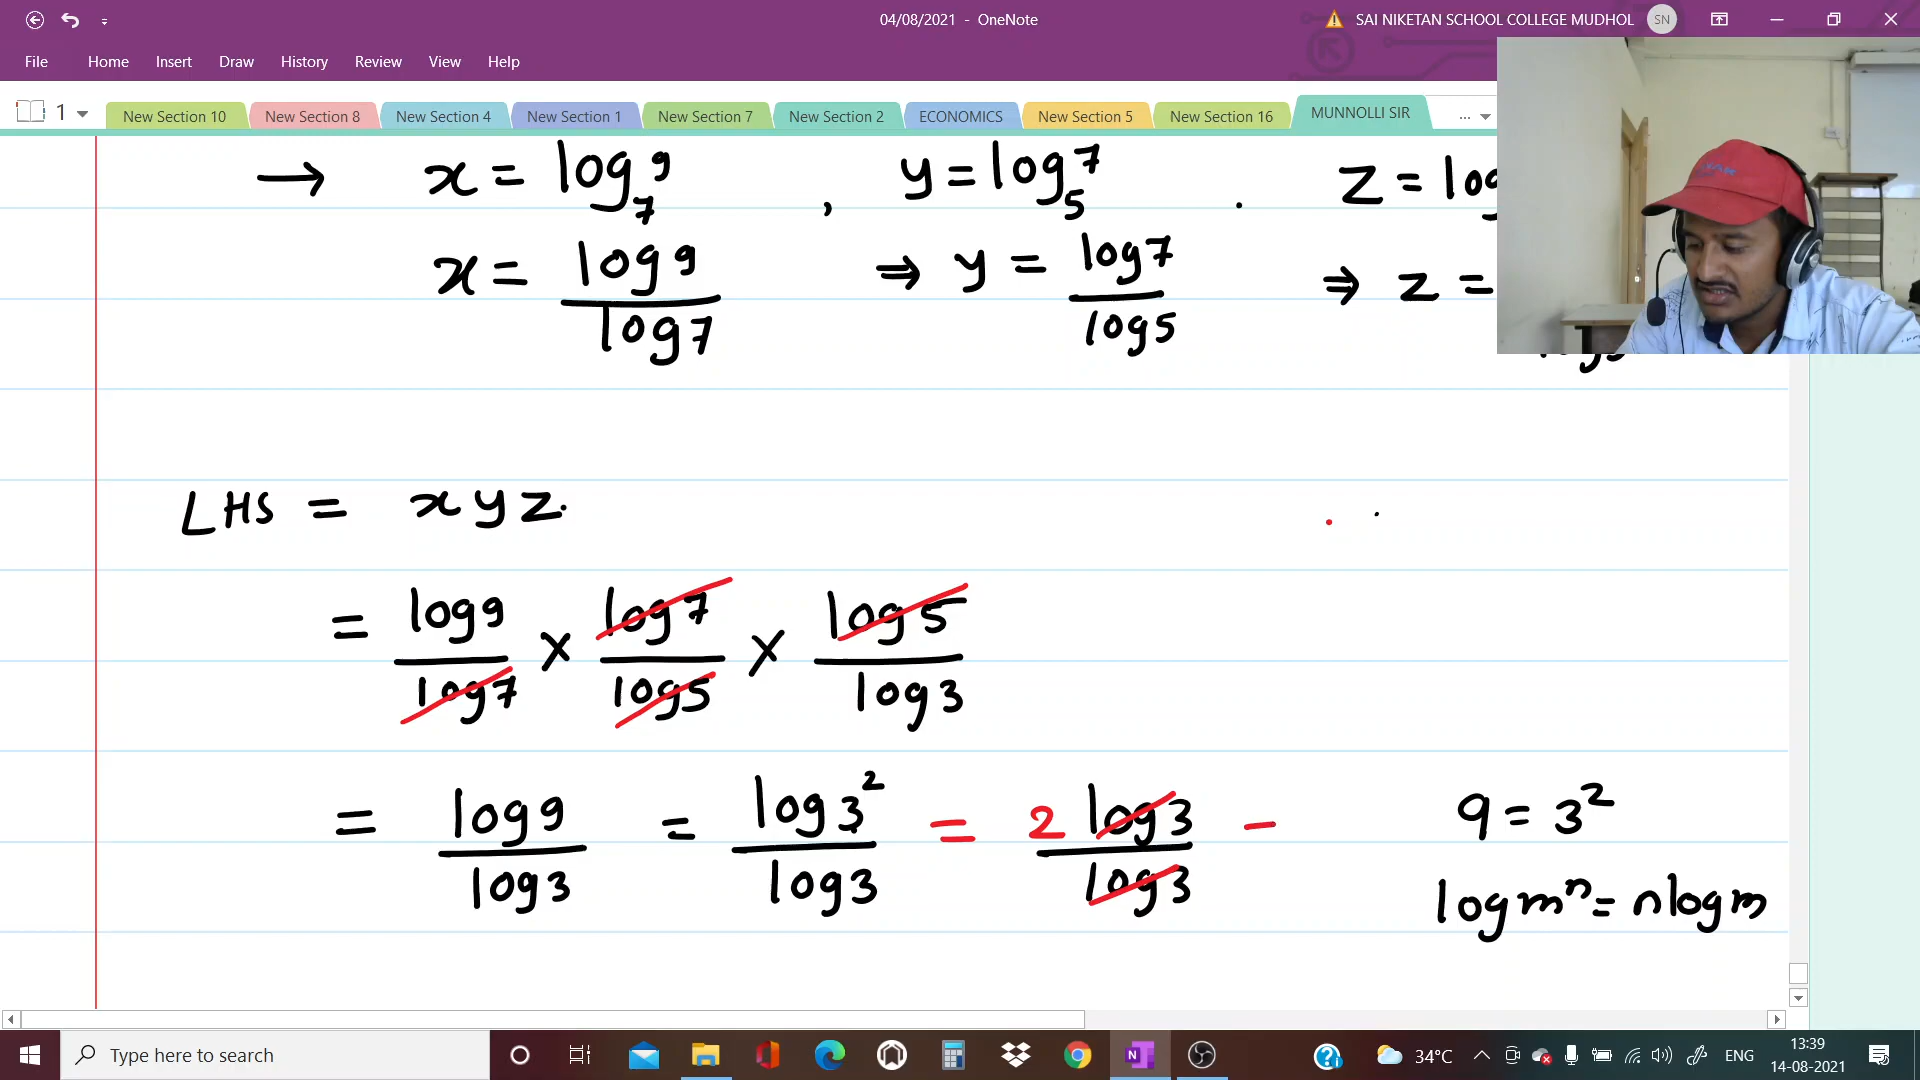 04/08/2021 - OneNote
SAI NIKETAN SCHOOL COLLEGE MUDHOL SN
File Home Insert Draw History Review View Help
1 New Section 10 New Section 8 New Section 4 New Section 1 New Section 7 New Section 2 ECONOMICS New Section 5 New Section 16 MUNNOLLI SIR ...
→ x = log₇9 , y = log₅7 . z = log
x = log9/log7 ⇒ y = log7/log5 ⇒ z =
LHS = xyz.
= log9/log7 × log7/log5 × log5/log3
= log9/log3 = log3²/log3 = 2 log3/log3 - 9 = 3²
logmⁿ = nlogm
Type here to search
34°C ENG 13:39
14-08-2021